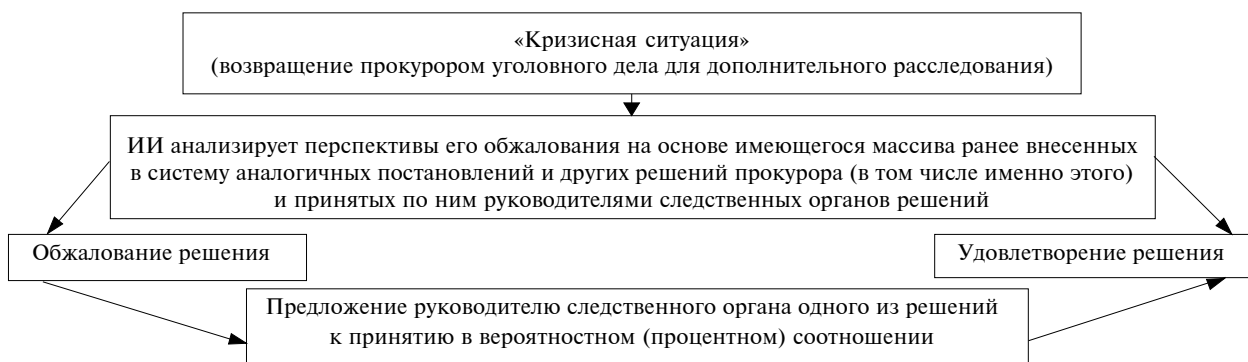 «Кризисная ситуация»
(возвращение прокурором уголовного дела для дополнительного расследования)
ИИ анализирует перспективы его обжалования на основе имеющегося массива ранее внесенных
в систему аналогичных постановлений и других решений прокурора (в том числе именно этого)
и принятых по ним руководителями следственных органов решений
Обжалование решения
Удовлетворение решения
Предложение руководителю следственного органа одного из решений
к принятию в вероятностном (процентном) соотношении